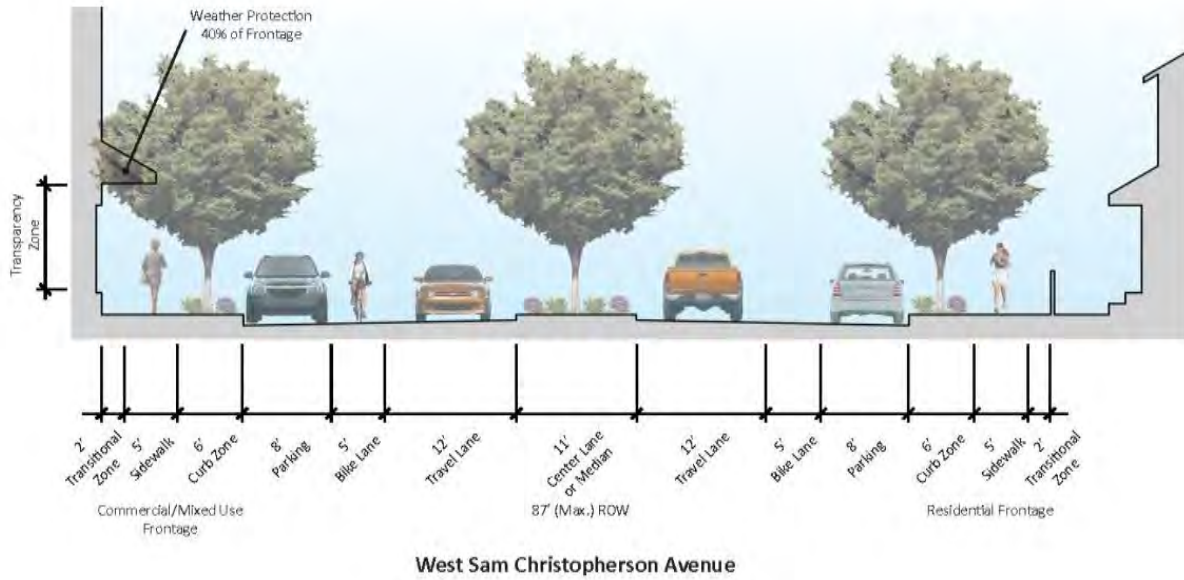 Weather Protection
40% of Frontage
Transparency
Zone
2'
Transitional
Zone
5'
Sidewalk
6'
Curb Zone
8'
Parking
5'
Bike Lane
12'
Travel Lane
11'
Center Lane
or Median
12'
Travel Lane
5'
Bike Lane
8'
Parking
6'
Curb Zone
5'
Sidewalk
2'
Transitional
Zone
Commercial/Mixed Use
Frontage
87' (Max.) ROW
Residential Frontage
West Sam Christopherson Avenue